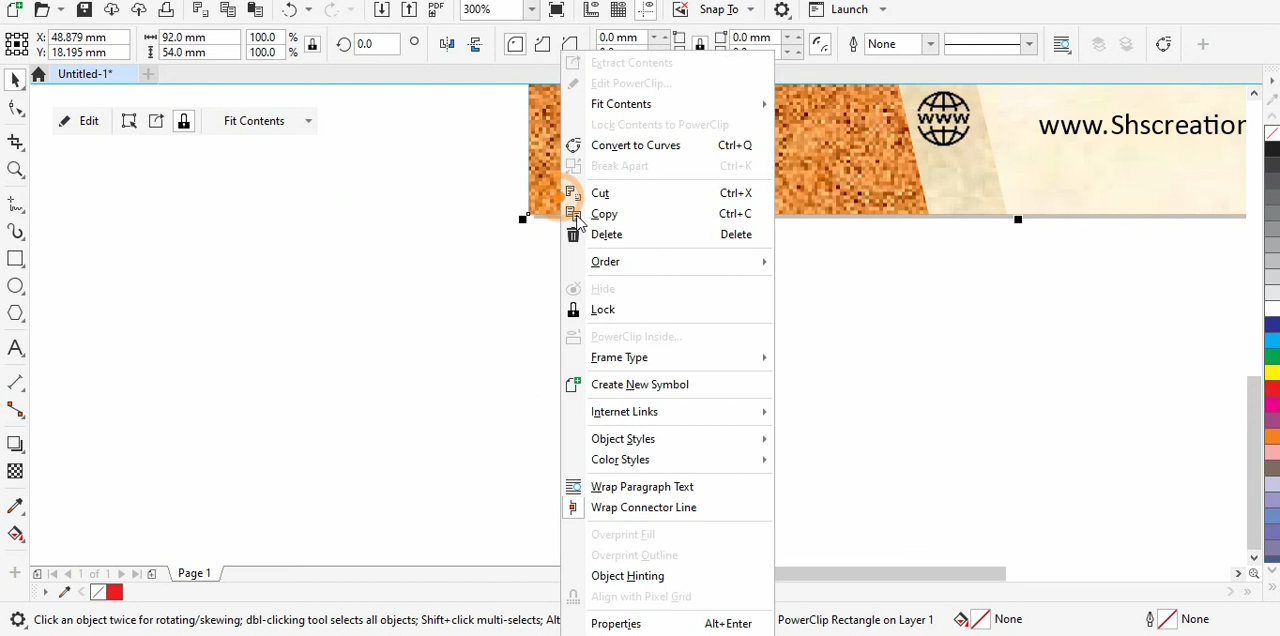 300%
Snap To
Launch
X: 48.879 mm
92.0 mm
100.0 %
Y: 18.195 mm
54.0 mm
100.0 %
0.0
0.0 mm
0.0 mm
None
Untitled-1*
Edit
Fit Contents
www.Shscreation
Extract Contents
Edit PowerClip...
Fit Contents
Lock Contents to PowerClip
Convert to Curves Ctrl+Q
Break Apart Ctrl+K
Cut Ctrl+X
Copy Ctrl+C
Delete Delete
Order
Hide
Lock
PowerClip Inside...
Frame Type
Create New Symbol
Internet Links
Object Styles
Color Styles
Wrap Paragraph Text
Wrap Connector Line
Overprint Fill
Overprint Outline
Object Hinting
Align with Pixel Grid
Properties Alt+Enter
1 of 1
Page 1
Click an object twice for rotating/skewing; dbl-clicking tool selects all objects; Shift+click multi-selects; Alt
PowerClip Rectangle on Layer 1
None
None